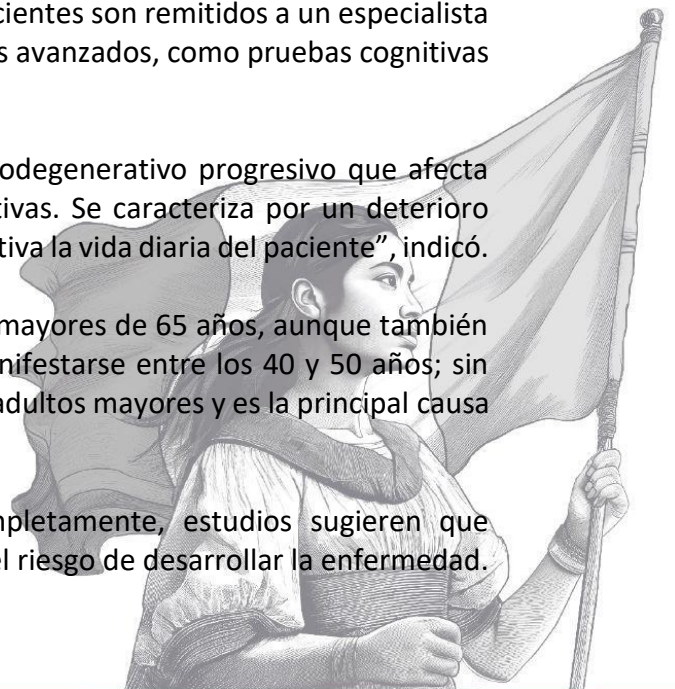 cientes son remitidos a un especialista
s avanzados, como pruebas cognitivas
odegenerativo progresivo que afecta
tivas. Se caracteriza por un deterioro
tiva la vida diaria del paciente”, indicó.
mayores de 65 años, aunque también
nifestarse entre los 40 y 50 años; sin
adultos mayores y es la principal causa
mpletamente, estudios sugieren que
el riesgo de desarrollar la enfermedad.